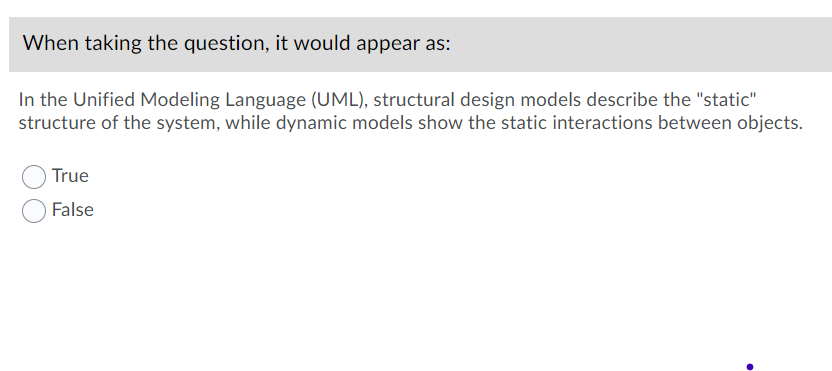 When taking the question, it would appear as:
In the Unified Modeling Language (UML), structural design models describe the "static"
structure of the system, while dynamic models show the static interactions between objects.
True
False